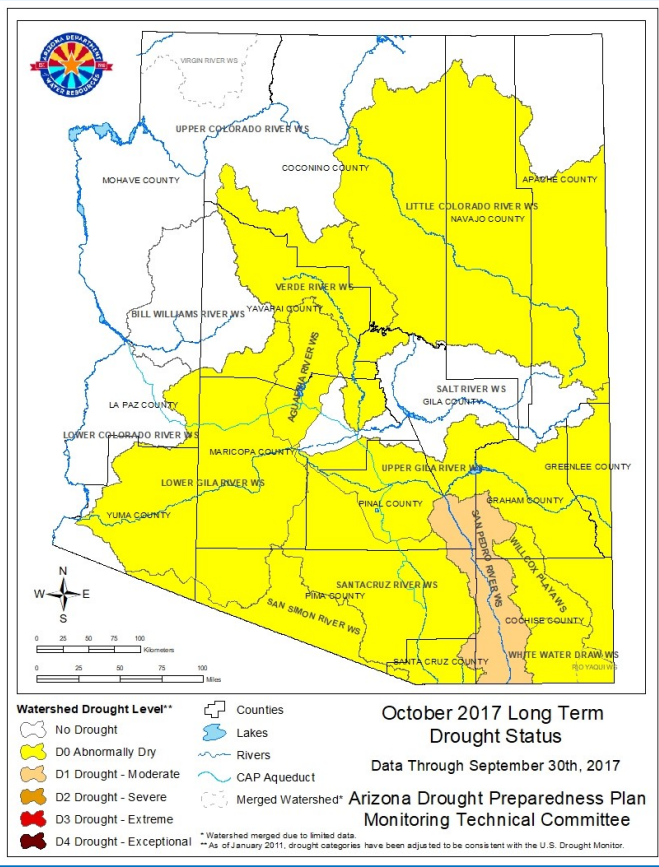 ARIZONA DEPARTMENT
WATER RESOURCES
VIRGIN RIVER WS
UPPER COLORADO RIVER WS
COCONINO COUNTY
MOHAVE COUNTY
APACHE COUNTY
LITTLE COLORADO RIVER WS
NAVAJO COUNTY
VERDE RIVER WS
YAVAPAI COUNTY
BILL WILLIAMS RIVER WS
AGUA FRIA RIVER WS
SALT RIVER WS
GILA COUNTY
LA PAZ COUNTY
LOWER COLORADO RIVER WS
MARICOPA COUNTY
UPPER GILA RIVER WS
GREENLEE COUNTY
LOWER GILA RIVER WS
PINAL COUNTY
GRAHAM COUNTY
YUMA COUNTY
SAN PEDRO RIVER WS
WILLCOX PLAYA WS
SANTACRUZ RIVER WS
PIMA COUNTY
SAN SIMON RIVER WS
COCHISE COUNTY
WHITE WATER DRAW WS
SANTA CRUZ COUNTY
RIO YAQUI WS
N
W E
S
0 25 50 75 100
Kilometers
0 25 50 75 100
Miles
Watershed Drought Level**
No Drought
D0 Abnormally Dry
D1 Drought - Moderate
D2 Drought - Severe
D3 Drought - Extreme
D4 Drought - Exceptional
Counties
Lakes
Rivers
CAP Aqueduct
Merged Watershed*
October 2017 Long Term
Drought Status
Data Through September 30th, 2017
Arizona Drought Preparedness Plan
Monitoring Technical Committee
* Watershed merged due to limited data.
** As of January 2011, drought categories have been adjusted to be consistent with the U.S. Drought Monitor.